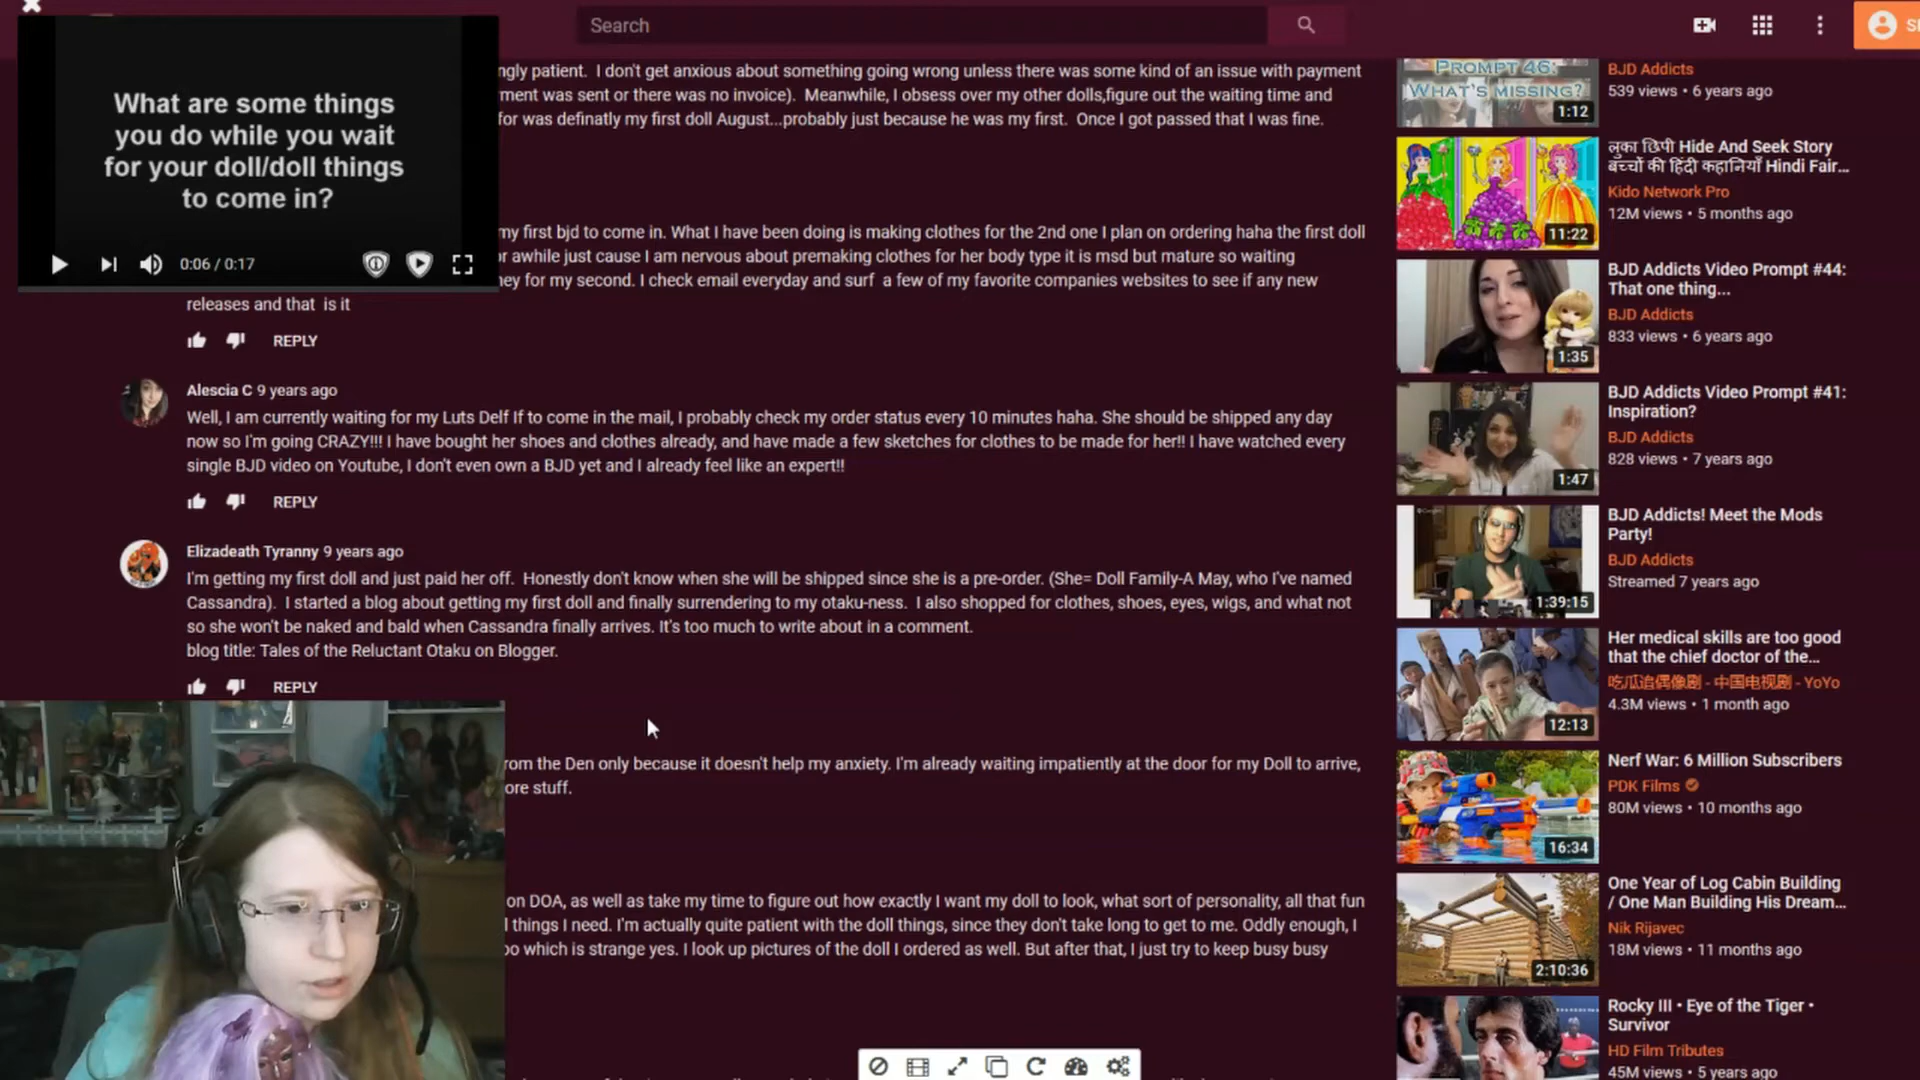 Search
What are some things
you do while you wait
for your doll/doll things
to come in?
0:06 / 0:17
ngly patient. I don't get anxious about something going wrong unless there was some kind of an issue with payment
ment was sent or there was no invoice). Meanwhile, I obsess over my other dolls,figure out the waiting time and
for was definatly my first doll August...probably just because he was my first. Once I got passed that I was fine.
my first bjd to come in. What I have been doing is making clothes for the 2nd one I plan on ordering haha the first doll
r awhile just cause I am nervous about premaking clothes for her body type it is msd but mature so waiting
ney for my second. I check email everyday and surf a few of my favorite companies websites to see if any new
releases and that is it
REPLY
Alescia C 9 years ago
Well, I am currently waiting for my Luts Delf If to come in the mail, I probably check my order status every 10 minutes haha. She should be shipped any day
now so I'm going CRAZY!!! I have bought her shoes and clothes already, and have made a few sketches for clothes to be made for her!! I have watched every
single BJD video on Youtube, I don't even own a BJD yet and I already feel like an expert!!
REPLY
Elizadeath Tyranny 9 years ago
I'm getting my first doll and just paid her off. Honestly don't know when she will be shipped since she is a pre-order. (She= Doll Family-A May, who I've named
Cassandra). I started a blog about getting my first doll and finally surrendering to my otaku-ness. I also shopped for clothes, shoes, eyes, wigs, and what not
so she won't be naked and bald when Cassandra finally arrives. It's too much to write about in a comment.
blog title: Tales of the Reluctant Otaku on Blogger.
REPLY
rom the Den only because it doesn't help my anxiety. I'm already waiting impatiently at the door for my Doll to arrive,
ore stuff.
on DOA, as well as take my time to figure out how exactly I want my doll to look, what sort of personality, all that fun
l things I need. I'm actually quite patient with the doll things, since they don't take long to get to me. Oddly enough, I
oo which is strange yes. I look up pictures of the doll I ordered as well. But after that, I just try to keep busy busy
PROMPT 46:
WHAT'S MISSING?
1:12
BJD Addicts
539 views • 6 years ago
11:22
लुका छिपी Hide And Seek Story
बच्चों की हिंदी कहानियाँ Hindi Fair...
Kido Network Pro
12M views • 5 months ago
1:35
BJD Addicts Video Prompt #44:
That one thing...
BJD Addicts
833 views • 6 years ago
1:47
BJD Addicts Video Prompt #41:
Inspiration?
BJD Addicts
828 views • 7 years ago
1:39:15
BJD Addicts! Meet the Mods
Party!
BJD Addicts
Streamed 7 years ago
12:13
Her medical skills are too good
that the chief doctor of the...
吃瓜追偶像剧 - 中国电视剧 - YoYo
4.3M views • 1 month ago
16:34
Nerf War: 6 Million Subscribers
PDK Films
80M views • 10 months ago
2:10:36
One Year of Log Cabin Building
/ One Man Building His Dream...
Nik Rijavec
18M views • 11 months ago
Rocky III • Eye of the Tiger •
Survivor
HD Film Tributes
45M views • 5 years ago